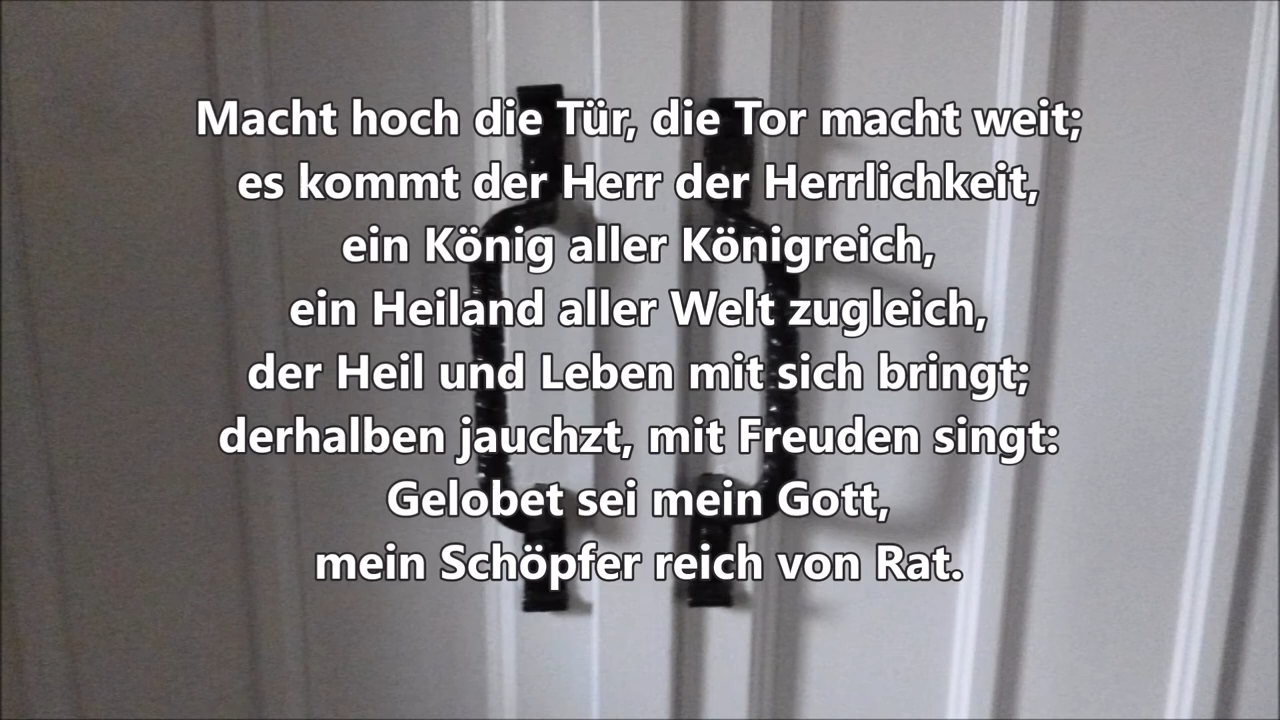 Macht hoch die Tür, die Tor macht weit;
es kommt der Herr der Herrlichkeit,
ein König aller Königreich,
ein Heiland aller Welt zugleich,
der Heil und Leben mit sich bringt;
derhalben jauchzt, mit Freuden singt:
Gelobet sei mein Gott,
mein Schöpfer reich von Rat.